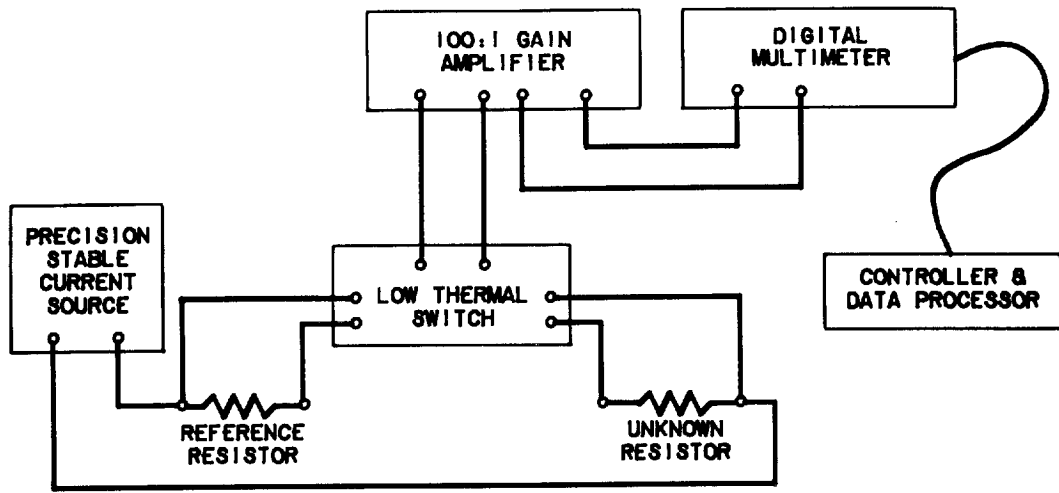 100:1 GAIN
AMPLIFIER
DIGITAL
MULTIMETER
PRECISION
STABLE
CURRENT
SOURCE
LOW THERMAL
SWITCH
CONTROLLER &
DATA PROCESSOR
REFERENCE
RESISTOR
UNKNOWN
RESISTOR